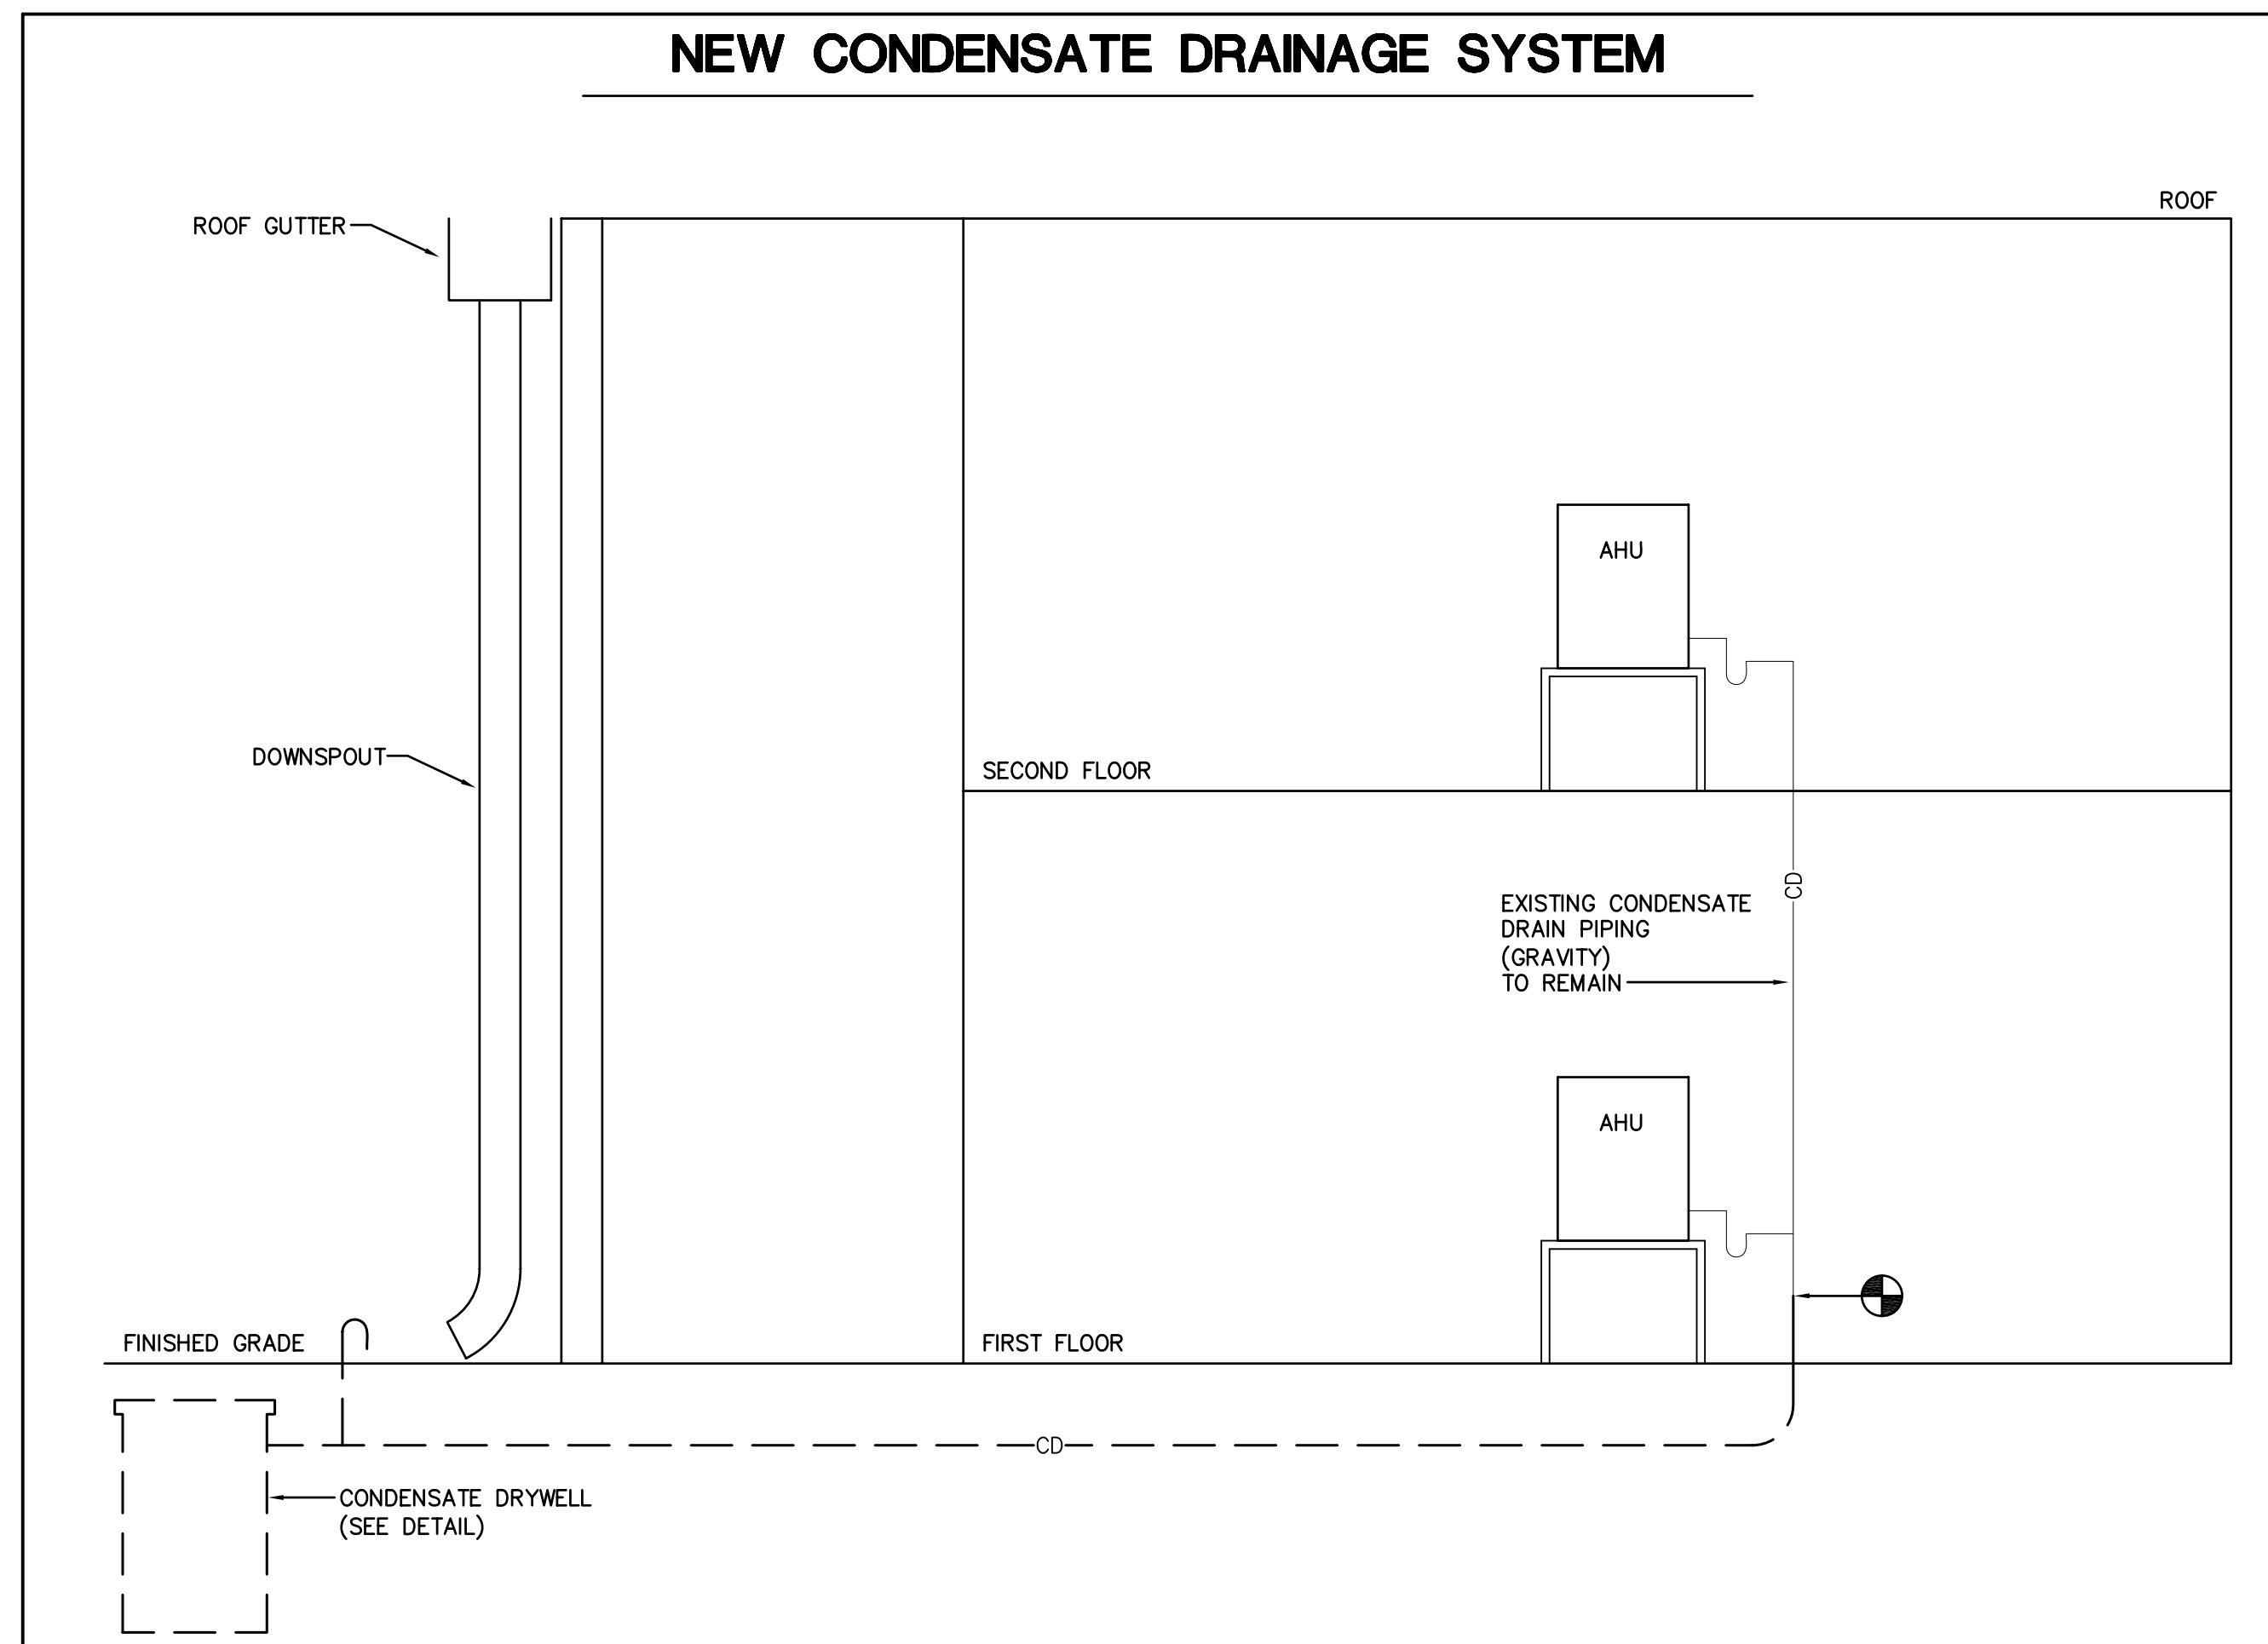 NEW CONDENSATE DRAINAGE SYSTEM
ROOF
ROOF GUTTER
AHU
DOWNSPOUT
SECOND FLOOR
CD
EXISTING CONDENSATE
DRAIN PIPING
(GRAVITY)
TO REMAIN
AHU
FINISHED GRADE
FIRST FLOOR
CD
CONDENSATE DRYWELL
(SEE DETAIL)